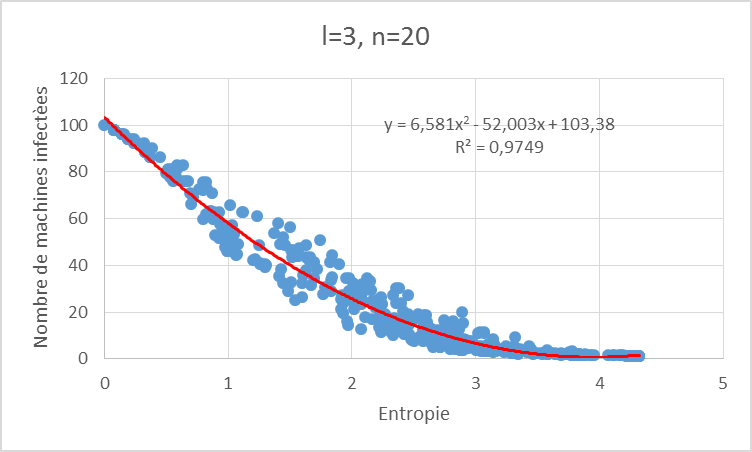 l=3, n=20
120
100
80
60
40
20
0
0 1 2 3 4 5
Nombre de machines infectées
Entropie
y = 6,581x² - 52,003x + 103,38
R² = 0,9749